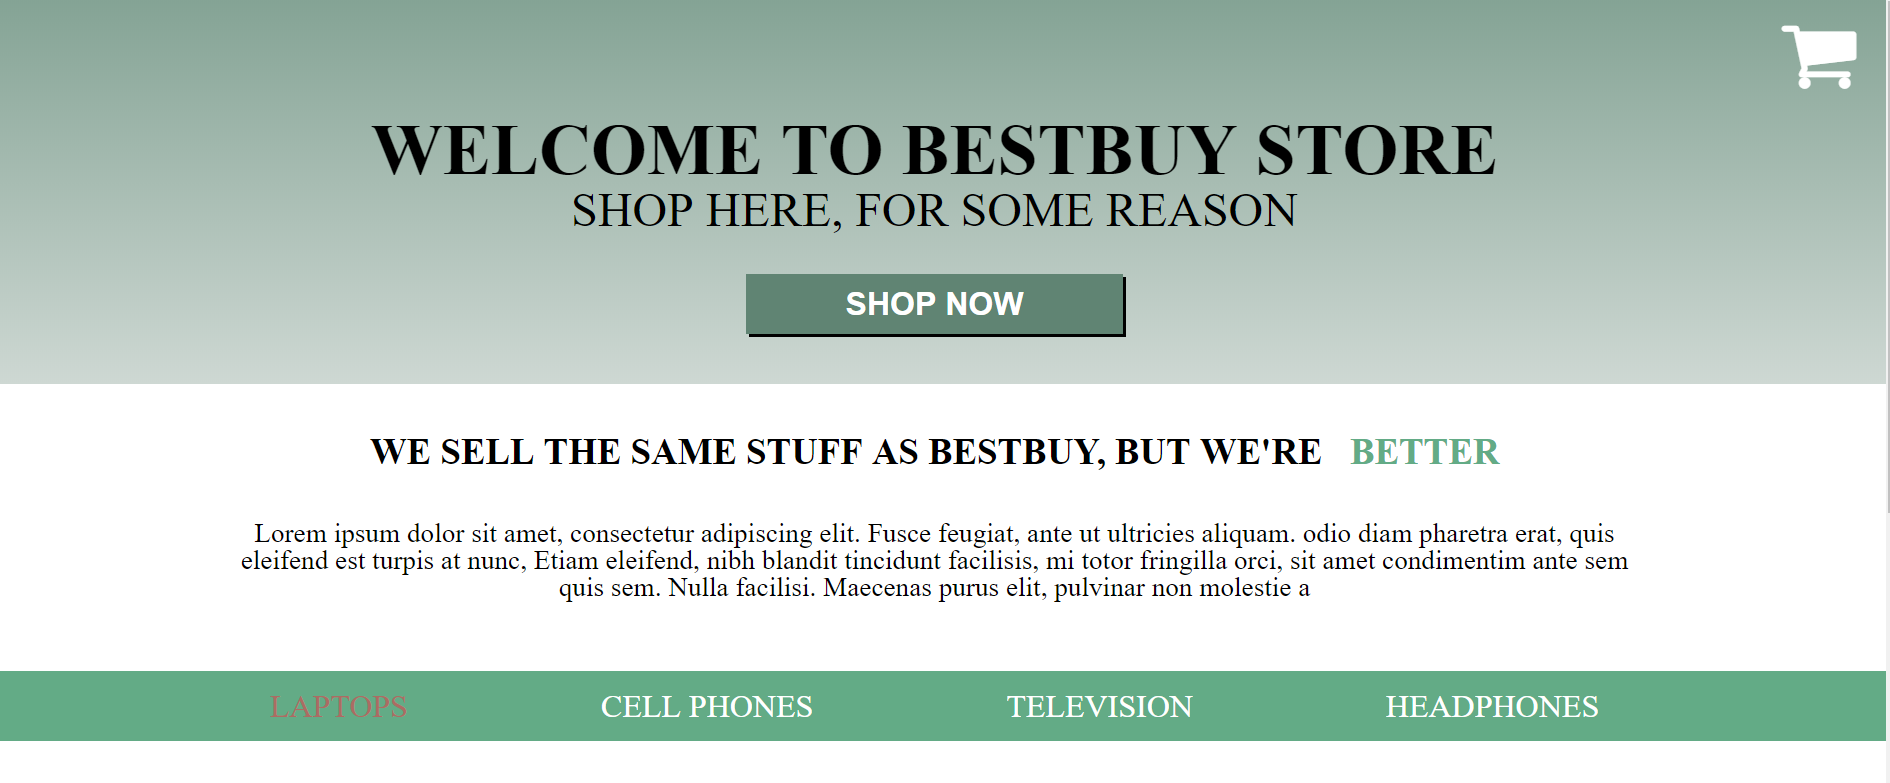 WELCOME TO BESTBUY STORE
SHOP HERE, FOR SOME REASON
SHOP NOW
WE SELL THE SAME STUFF AS BESTBUY, BUT WE'RE BETTER
Lorem ipsum dolor sit amet, consectetur adipiscing elit. Fusce feugiat, ante ut ultricies aliquam. odio diam pharetra erat, quis
eleifend est turpis at nunc, Etiam eleifend, nibh blandit tincidunt facilisis, mi totor fringilla orci, sit amet condimentim ante sem
quis sem. Nulla facilisi. Maecenas purus elit, pulvinar non molestie a
LAPTOPS CELL PHONES TELEVISION HEADPHONES